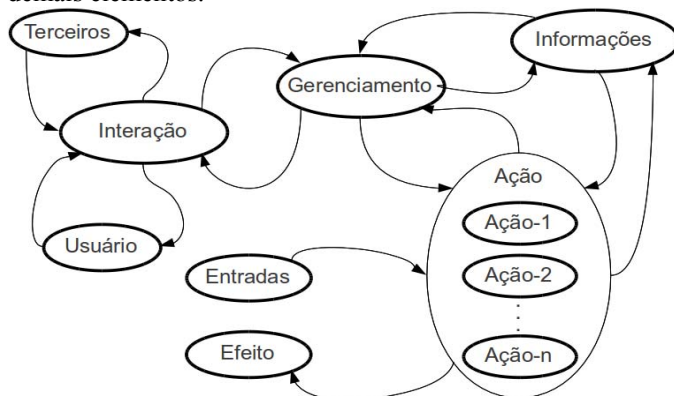 demais elementos.
Terceiros
Informações
Gerenciamento
Interação
Ação
Ação-1
Usuário
Entradas
Ação-2
Efeito
Ação-n